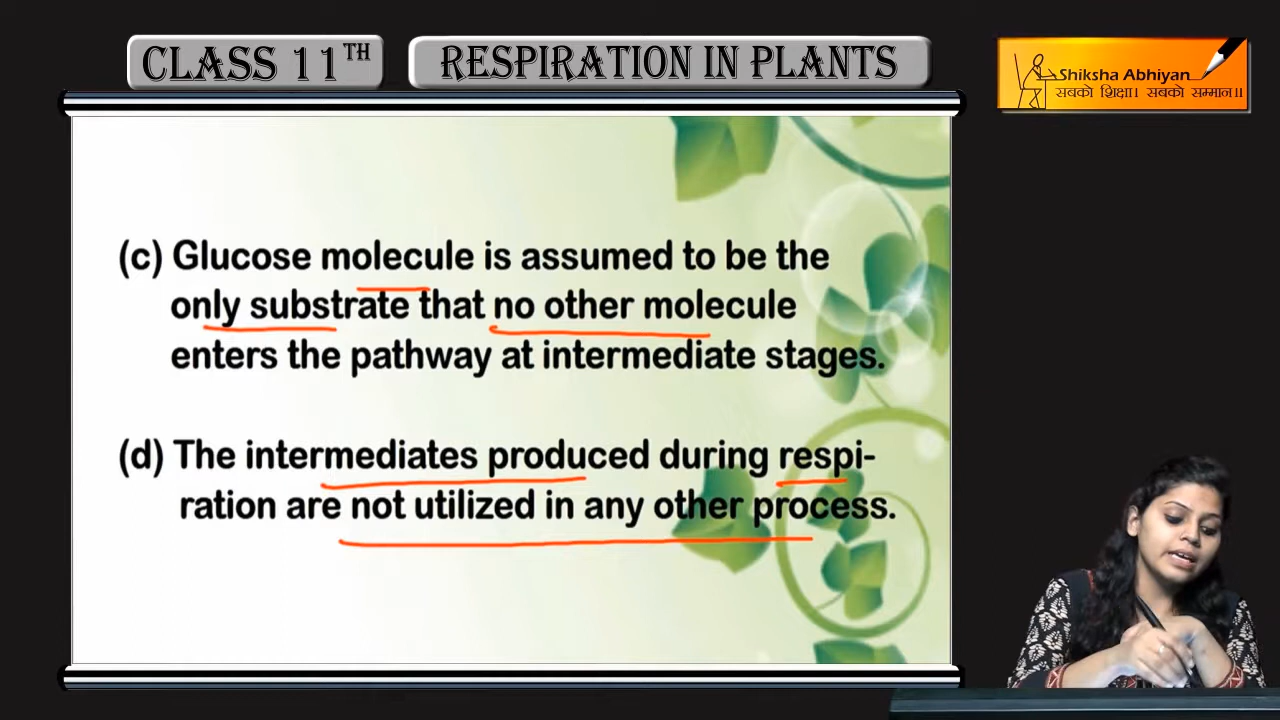 CLASS 11TH
RESPIRATION IN PLANTS
Shiksha Abhiyan
सबको शिक्षा। सबको सम्मान।।
(c) Glucose molecule is assumed to be the
only substrate that no other molecule
enters the pathway at intermediate stages.
(d) The intermediates produced during respi-
ration are not utilized in any other process.